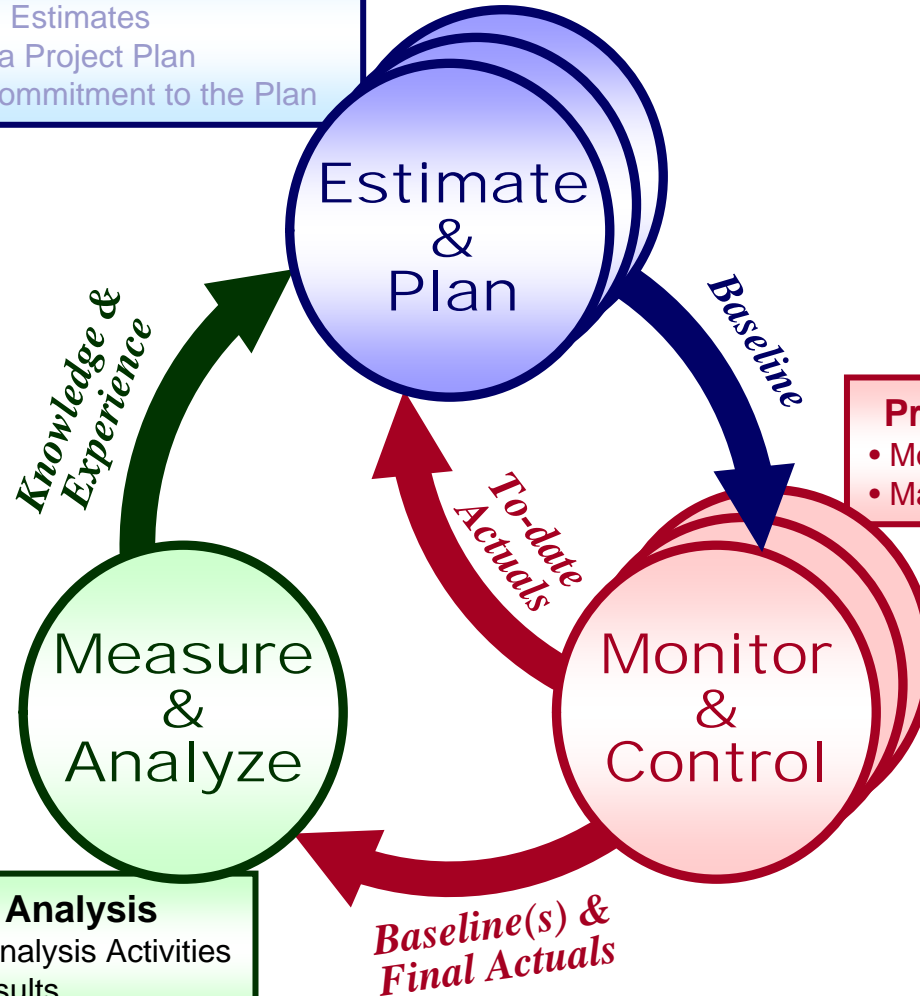 Estimates
a Project Plan
ommitment to the Plan
Estimate
&
Plan
Baseline
Knowledge &
Experience
Pr
• Mo
• Ma
To-date
Actuals
Measure
&
Analyze
Monitor
&
Control
Analysis
nalysis Activities
sults
Baseline(s) &
Final Actuals